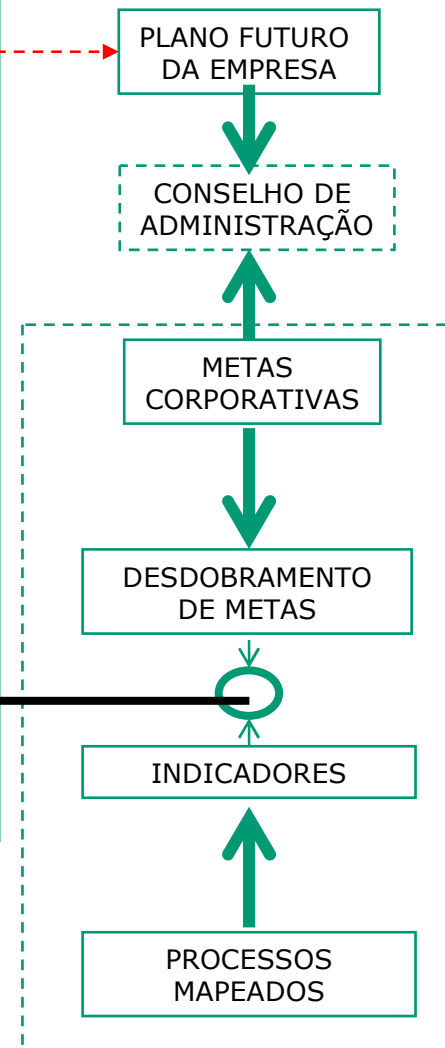 PLANO FUTURO
DA EMPRESA
CONSELHO DE
ADMINISTRAÇÃO
METAS
CORPORATIVAS
DESDOBRAMENTO
DE METAS
INDICADORES
PROCESSOS
MAPEADOS